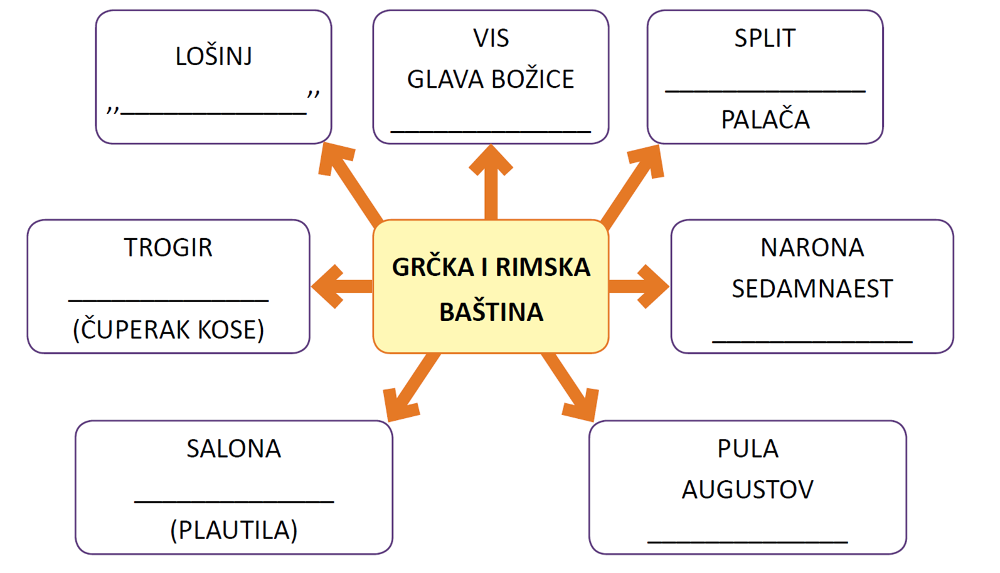 LOŠINJ
,,______________’’
VIS
GLAVA BOŽICE
_______________
SPLIT
_______________
PALAČA
TROGIR
_______________
(ČUPERAK KOSE)
GRČKA I RIMSKA
BAŠTINA
NARONA
SEDAMNAEST
_______________
SALONA
_______________
(PLAUTILA)
PULA
AUGUSTOV
_______________